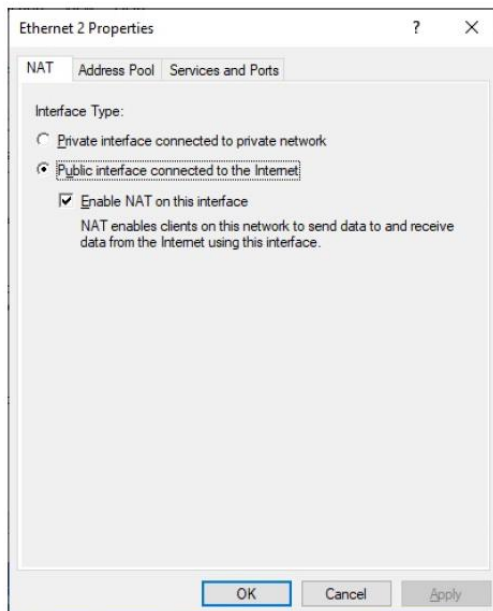 Ethernet 2 Properties ? ×
NAT Address Pool Services and Ports
Interface Type:
Private interface connected to private network
Public interface connected to the Internet
Enable NAT on this interface
NAT enables clients on this network to send data to and receive
data from the Internet using this interface.
OK Cancel Apply